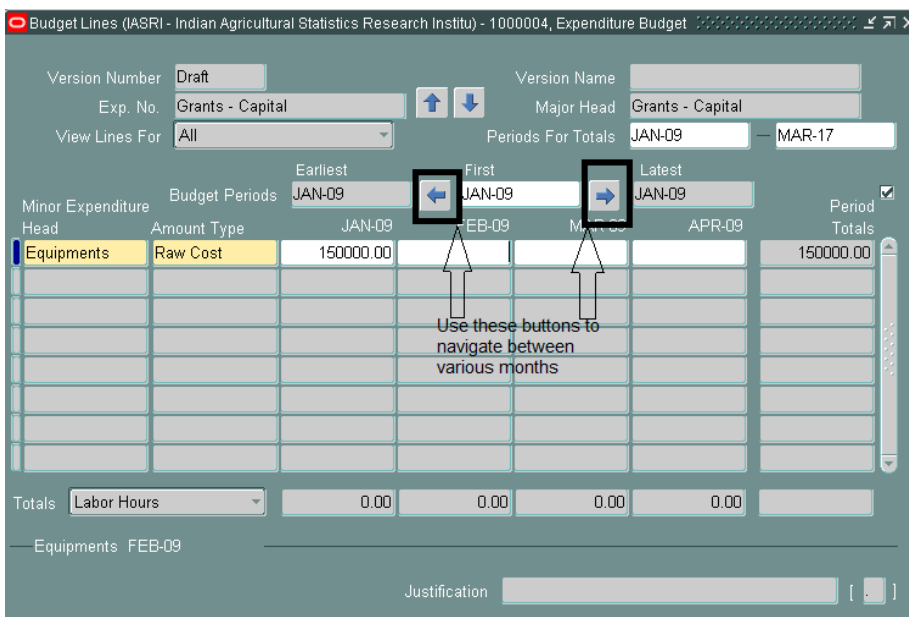 Budget Lines (IASRI - Indian Agricultural Statistics Research Institu) - 1000004, Expenditure Budget
Version Number Draft Version Name
Exp. No. Grants - Capital Major Head Grants - Capital
View Lines For All Periods For Totals JAN-09 — MAR-17
Earliest First Latest
Budget Periods JAN-09 JAN-09 JAN-09
Minor Expenditure Period
Head Amount Type JAN-09 FEB-09 MAR-09 APR-09 Totals
Equipments Raw Cost 150000.00 150000.00
Use these buttons to
navigate between
various months
Totals Labor Hours 0.00 0.00 0.00 0.00
Equipments FEB-09
Justification [ . ]